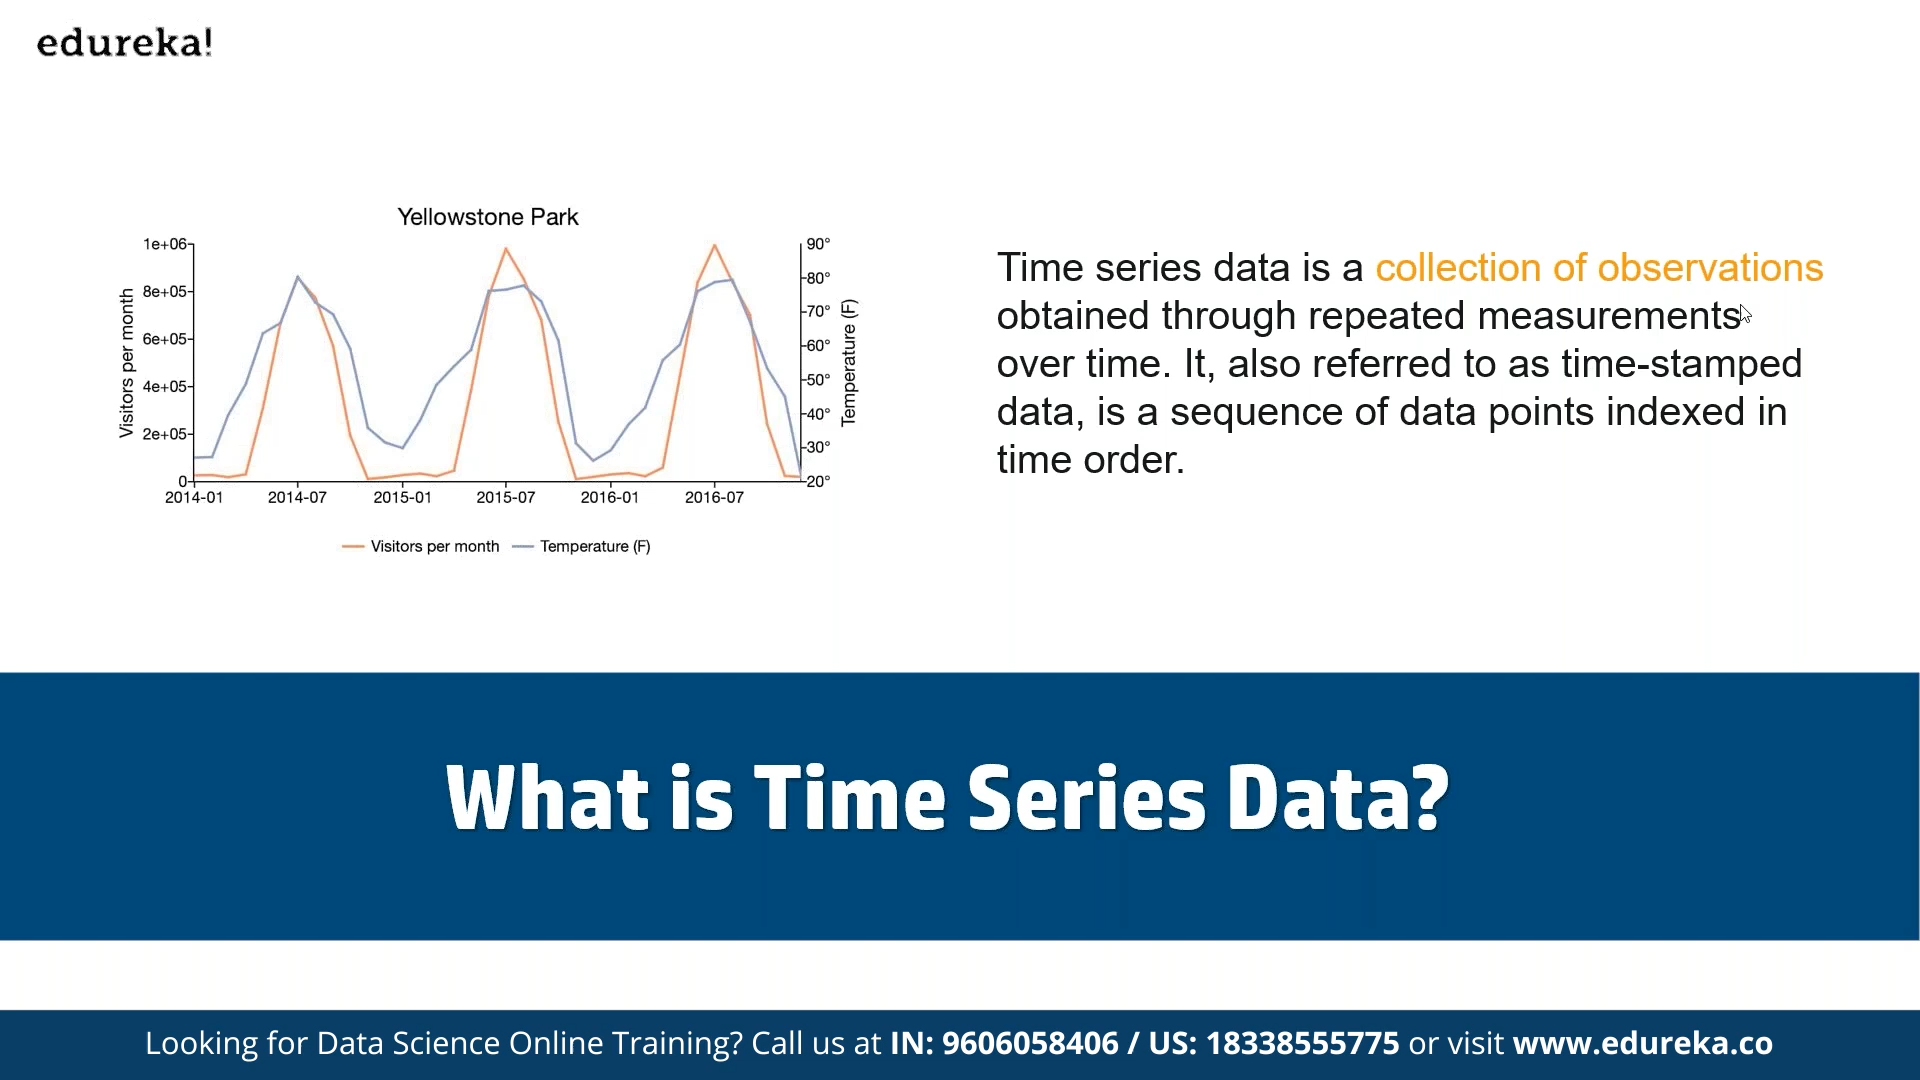 edureka!
Yellowstone Park
1e+06
8e+05
6e+05
4e+05
2e+05
0
Visitors per month
90°
80°
70°
60°
50°
40°
30°
20°
Temperature (F)
2014-01 2014-07 2015-01 2015-07 2016-01 2016-07
Visitors per month Temperature (F)
Time series data is a collection of observations
obtained through repeated measurements
over time. It, also referred to as time-stamped
data, is a sequence of data points indexed in
time order.
What is Time Series Data?
Looking for Data Science Online Training? Call us at IN: 9606058406 / US: 18338555775 or visit www.edureka.co